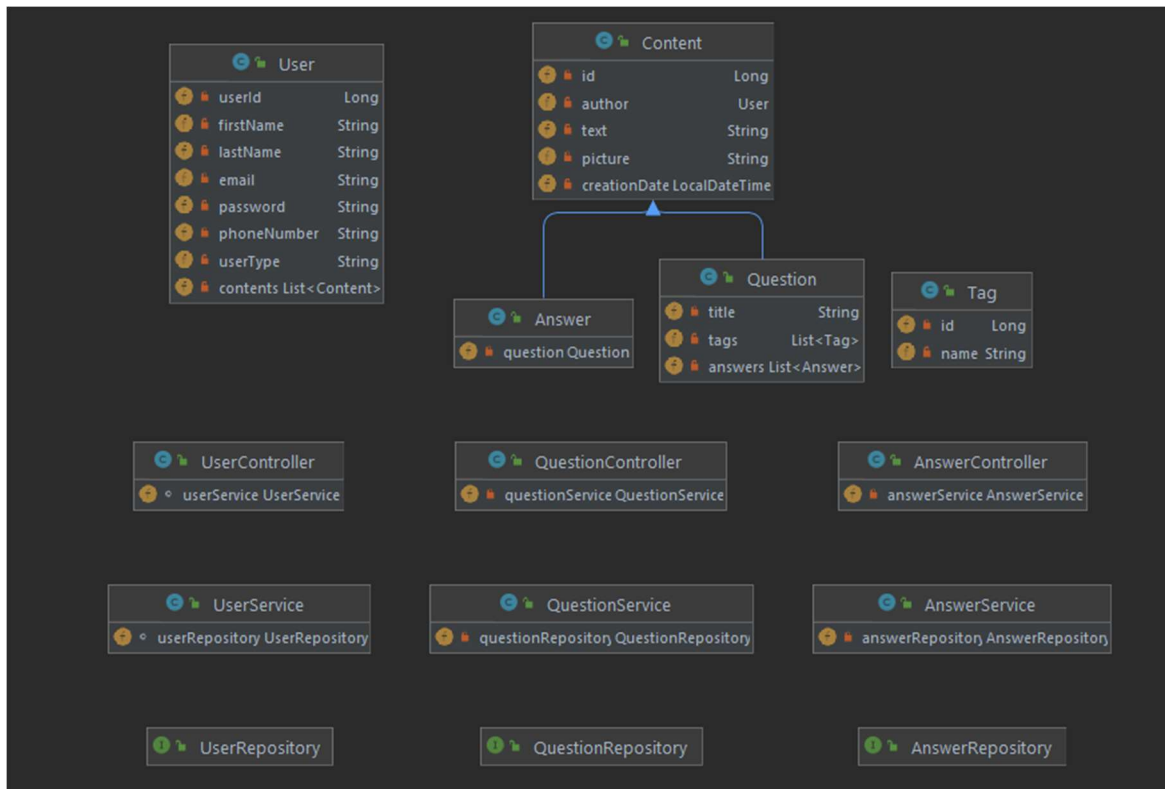 User
userId Long
firstName String
lastName String
email String
password String
phoneNumber String
userType String
contents List<Content>
Content
id Long
author User
text String
picture String
creationDate LocalDateTime
Answer
question Question
Question
title String
tags List<Tag>
answers List<Answer>
Tag
id Long
name String
UserController
userService UserService
QuestionController
questionService QuestionService
AnswerController
answerService AnswerService
UserService
userRepository UserRepository
QuestionService
questionRepository QuestionRepository
AnswerService
answerRepository AnswerRepository
UserRepository
QuestionRepository
AnswerRepository